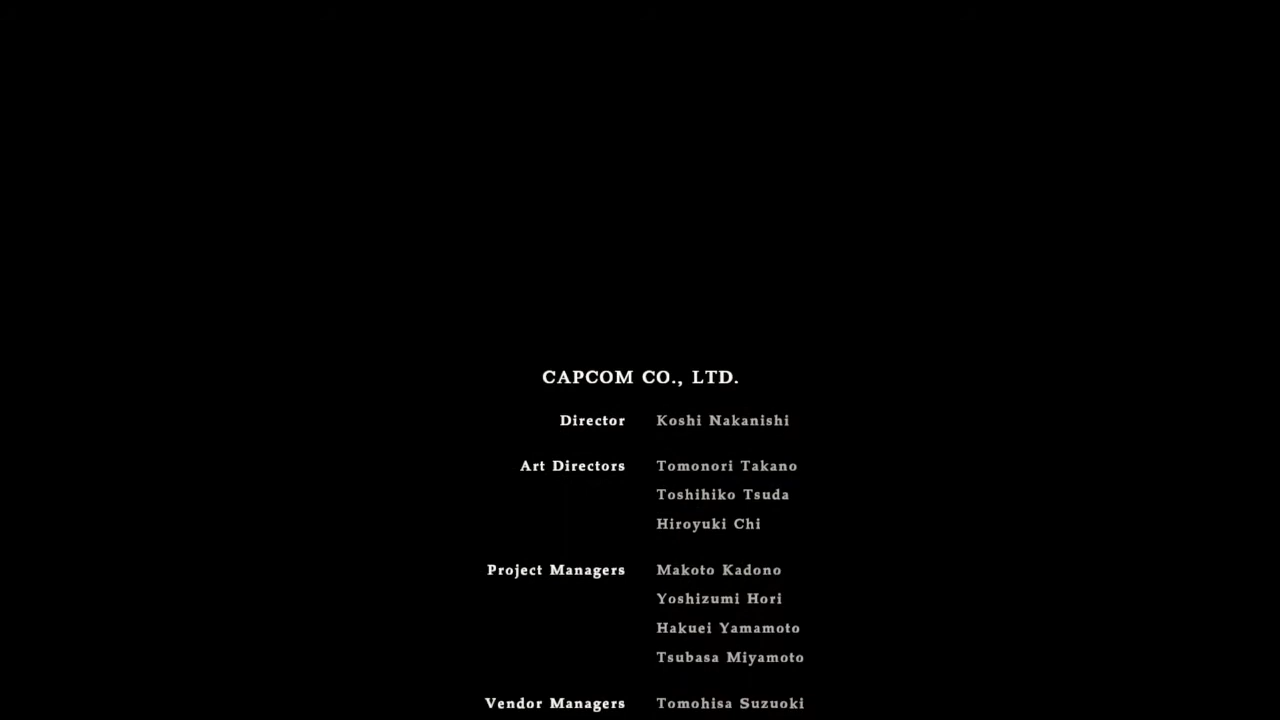 CAPCOM CO., LTD.
Director Koshi Nakanishi
Art Directors Tomonori Takano
Toshihiko Tsuda
Hiroyuki Chi
Project Managers Makoto Kadono
Yoshizumi Hori
Hakuei Yamamoto
Tsubasa Miyamoto
Vendor Managers Tomohisa Suzuoki